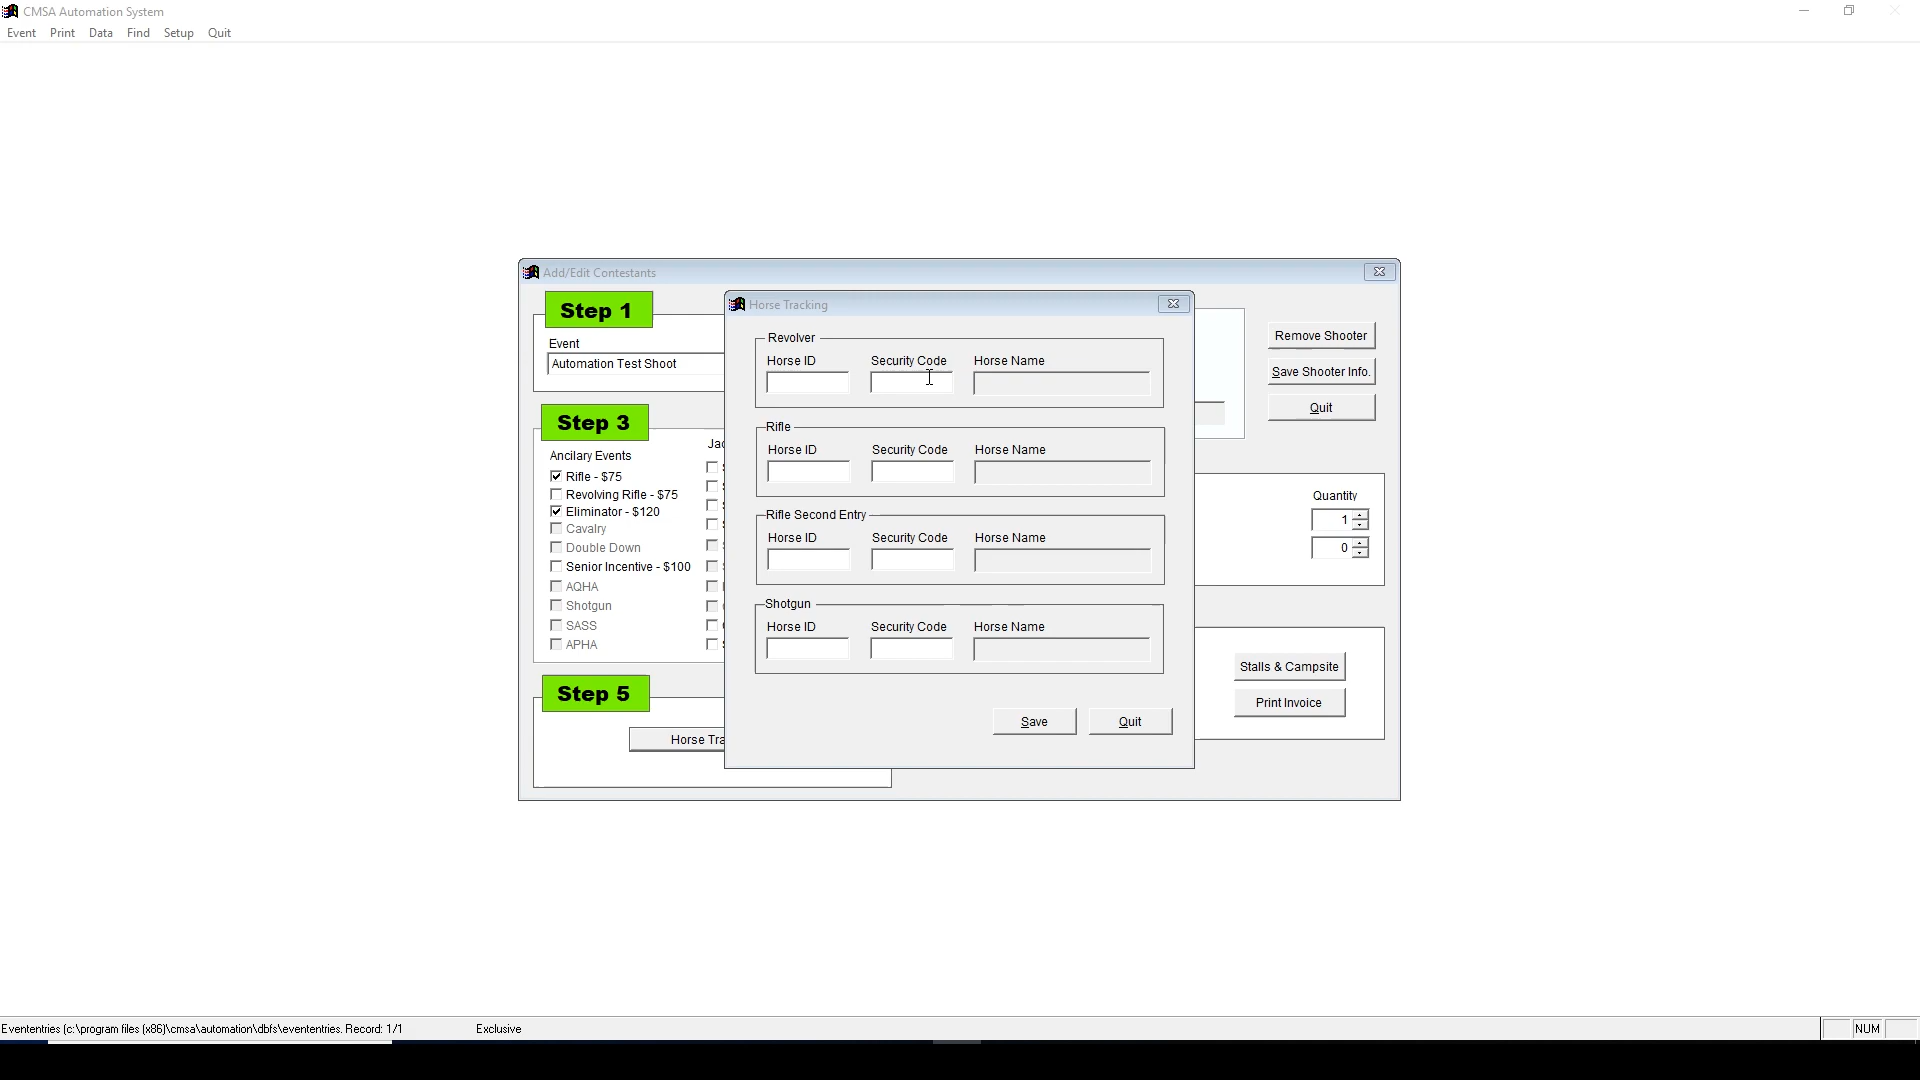 CMSA Automation System
Event Print Data Find Setup Quit
Add/Edit Contestants
Step 1
Event
Automation Test Shoot
Remove Shooter
Save Shooter Info.
Quit
Step 3
Ancilary Events
Rifle - $75
Revolving Rifle - $75
Eliminator - $120
Cavalry
Double Down
Senior Incentive - $100
AQHA
Shotgun
SASS
APHA
Quantity
1
0
Step 5
Stalls & Campsite
Print Invoice
Horse Tracking
Revolver
Horse ID Security Code Horse Name
Rifle
Horse ID Security Code Horse Name
Rifle Second Entry
Horse ID Security Code Horse Name
Shotgun
Horse ID Security Code Horse Name
Save Quit
Horse Tra
Evententries (c:\program files (x86)\cmsa\automation\dbfs\evententries. Record: 1/1 Exclusive NUM